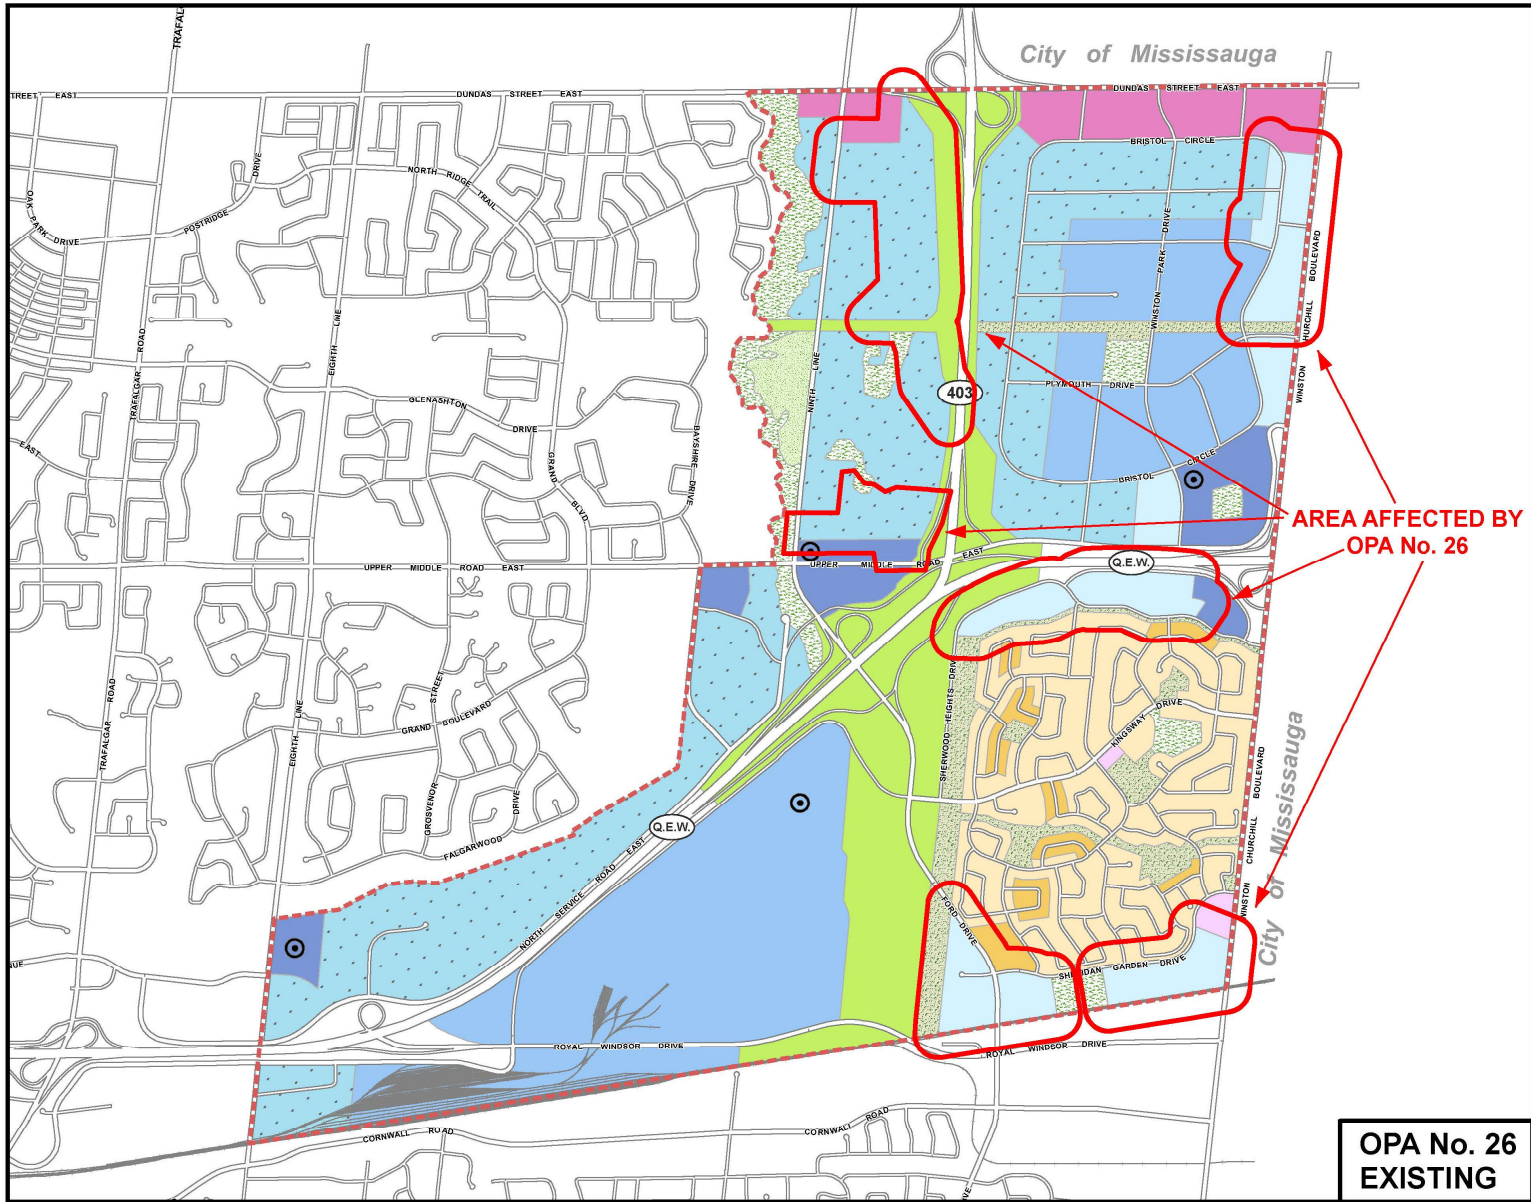 City of Mississauga
TRAFALGAR
TREET EAST
DUNDAS STREET EAST
DUNDAS STREET EAST
BRISTOL CIRCLE
NORTH RIDGE TRAIL
POSTRIDGE DRIVE
OAK PARK DRIVE
WINSTON PARK DRIVE
WINSTON
HURCHILL
BOULEVARD
EIGHTH LINE
TRAFALGAR ROAD
NINTH LINE
403
PLYMOUTH DRIVE
GLENASHTON DRIVE
GRAND BLVD
BAYSHIRE DRIVE
EAST
BRISTOL CIRCLE
AREA AFFECTED BY
OPA No. 26
UPPER MIDDLE ROAD EAST
UPPER MIDDLE ROAD EAST
Q.E.W.
SHERWOOD HEIGHTS DRIV
KINGSWAY DRIVE
TRAFALGAR ROAD
EIGHTH LINE
GRAND BOULEVARD
GROSVENOR STREET
DRIVE
FALGARWOOD
Q.E.W.
NORTH SERVICE ROAD EAST
WINSTON CHURCHILL BOULEVARD
City of Mississauga
FORD DRIVE
SHERIDAN GARDEN DRIVE
NUE
ROYAL WINDSOR DRIVE
ROYAL WINDSOR DRIVE
CORNWALL ROAD
CORNWALL ROAD
DRIVE
OPA No. 26
EXISTING